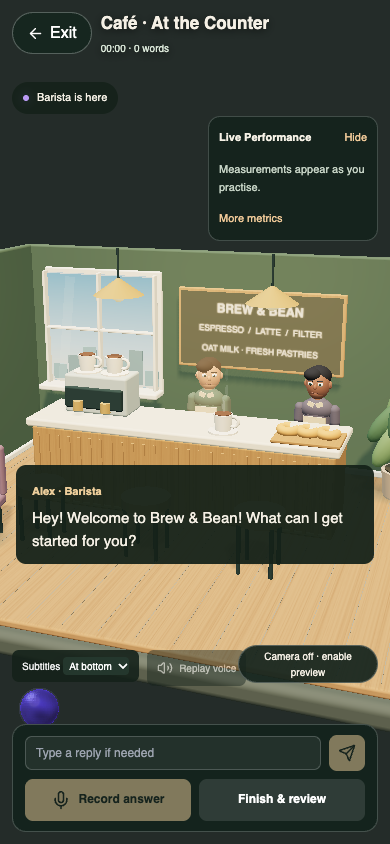 Exit
Café · At the Counter
00:00 · 0 words
Barista is here
Live Performance
Hide
Measurements appear as you
practise.
More metrics
BREW & BEAN
ESPRESSO / LATTE / FILTER
OAT MILK · FRESH PASTRIES
Alex · Barista
Hey! Welcome to Brew & Bean! What can I get
started for you?
Subtitles
At bottom
Replay voice
Camera off · enable
preview
Type a reply if needed
Record answer
Finish & review